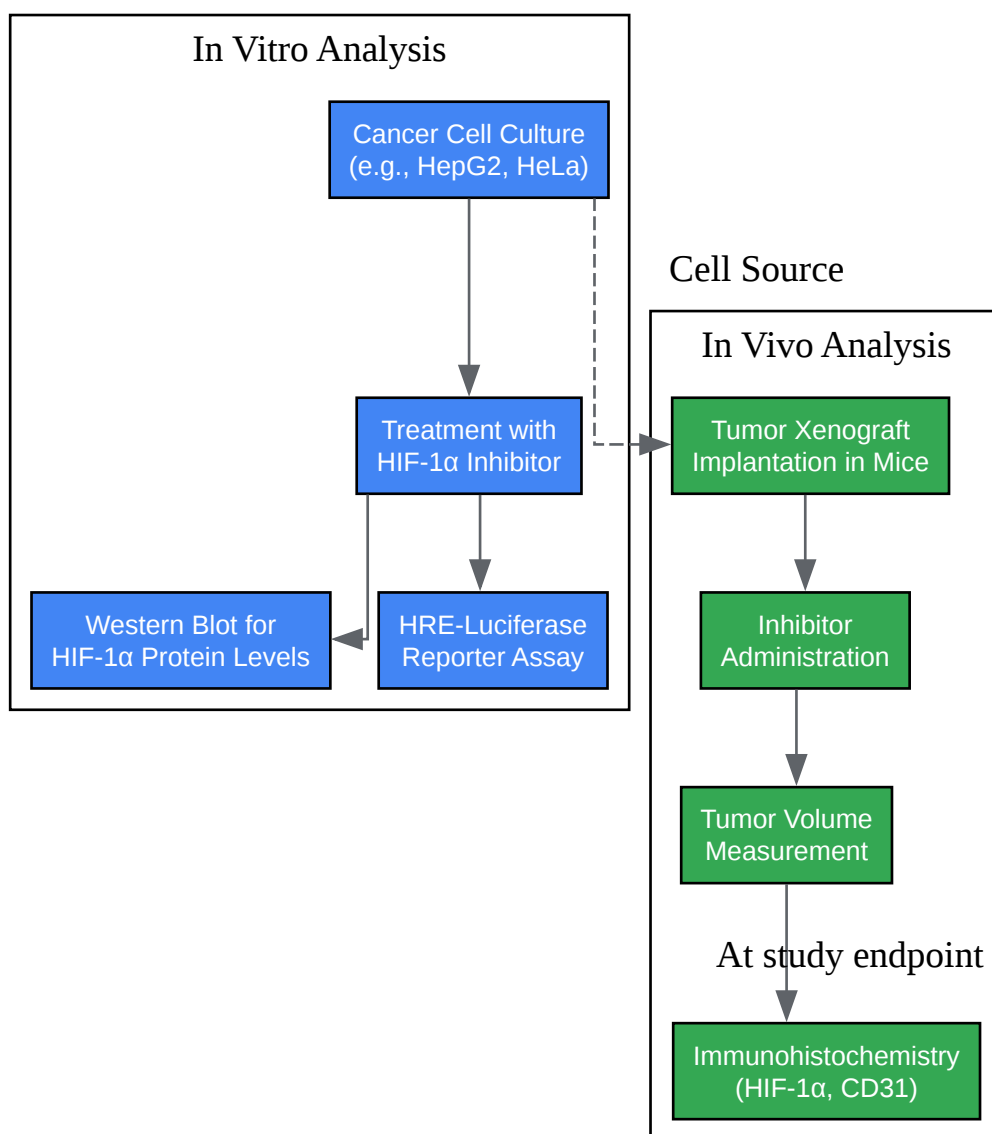 In Vitro Analysis
Cancer Cell Culture
(e.g., HepG2, HeLa)
Treatment with
HIF-1α Inhibitor
Western Blot for
HIF-1α Protein Levels
HRE-Luciferase
Reporter Assay
Cell Source
In Vivo Analysis
Tumor Xenograft
Implantation in Mice
Inhibitor
Administration
Tumor Volume
Measurement
At study endpoint
Immunohistochemistry
(HIF-1α, CD31)